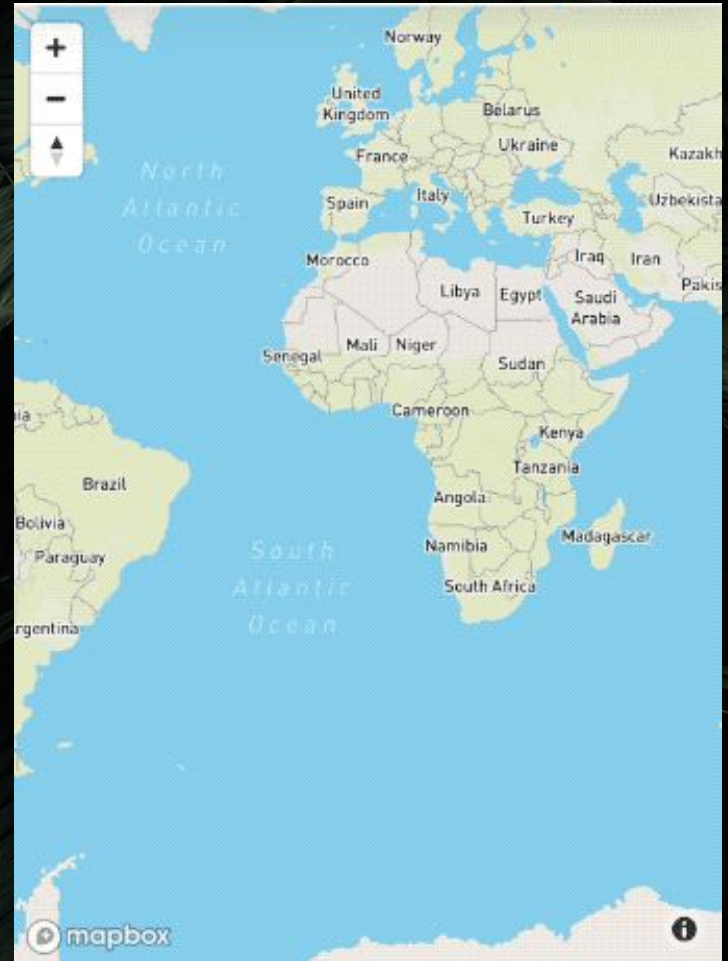 +
−
Norway
United
Kingdom
Belarus
Ukraine
France
Kazakh
North
Atlantic
Ocean
Spain
Italy
Uzbekista
Turkey
Morocco
Iraq
Iran
Libya
Egypt
Saudi
Arabia
Pakis
Senegal
Mali
Niger
Sudan
ia
Cameroon
Kenya
Brazil
Tanzania
Angola
Bolivia
Paraguay
South
Atlantic
Ocean
Namibia
Madagascar
South Africa
rgentina
mapbox
i